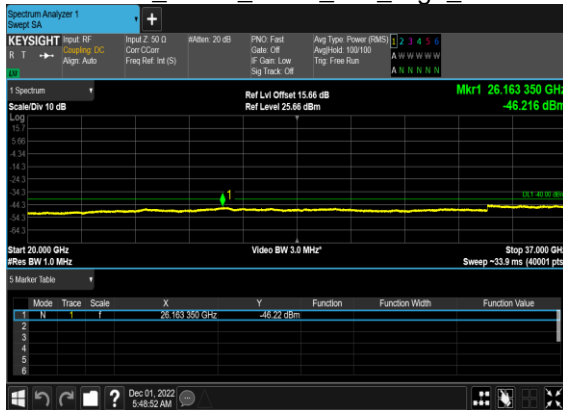 Spectrum Analyzer 1
Swept SA
+
KEYSIGHT
R T
Input: RF
Coupling: DC
Align: Auto
Input Z: 50 Ω
Corr CCorr
Freq Ref: Int (S)
#Atten: 20 dB
PNO: Fast
Gate: Off
IF Gain: Low
Sig Track: Off
Avg Type: Power (RMS)
Avg|Hold: 100/100
Trig: Free Run
1 2 3 4 5 6
A W W W W W
A N N N N N
1 Spectrum
Scale/Div 10 dB
Ref Lvl Offset 15.66 dB
Ref Level 25.66 dBm
Mkr1 26.163 350 GHz
-46.216 dBm
Log
15.7
5.66
-4.34
-14.3
-24.3
-34.3
-44.3
-54.3
-64.3
1
Start 20.000 GHz
#Res BW 1.0 MHz
Video BW 3.0 MHz*
Stop 37.000 GHz
Sweep ~33.9 ms (40001 pts)
5 Marker Table
Mode Trace Scale X Y Function Function Width Function Value
1 N 1 f 26.163 350 GHz -46.22 dBm
2
3
4
5
6
?
Dec 01, 2022
5:48:52 AM